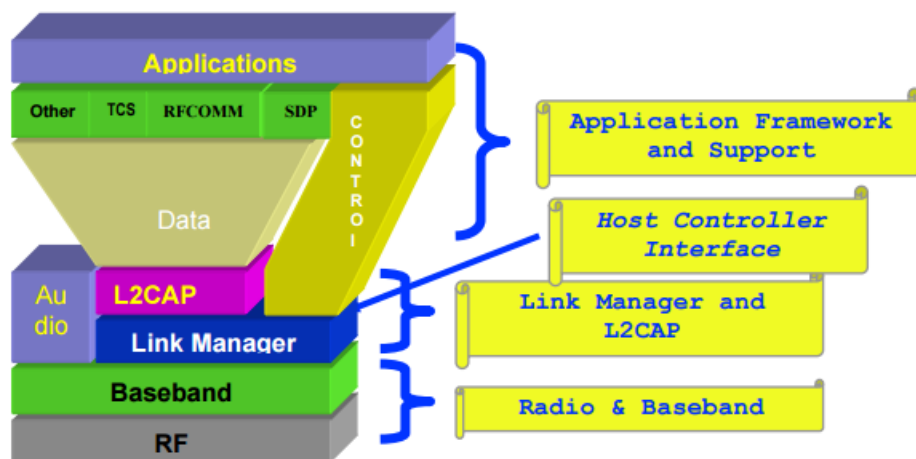 Applications
Other TCS RFCOMM SDP
CONTROl
Data
Au
dio
L2CAP
Link Manager
Baseband
RF
Application Framework
and Support
Host Controller
Interface
Link Manager and
L2CAP
Radio & Baseband